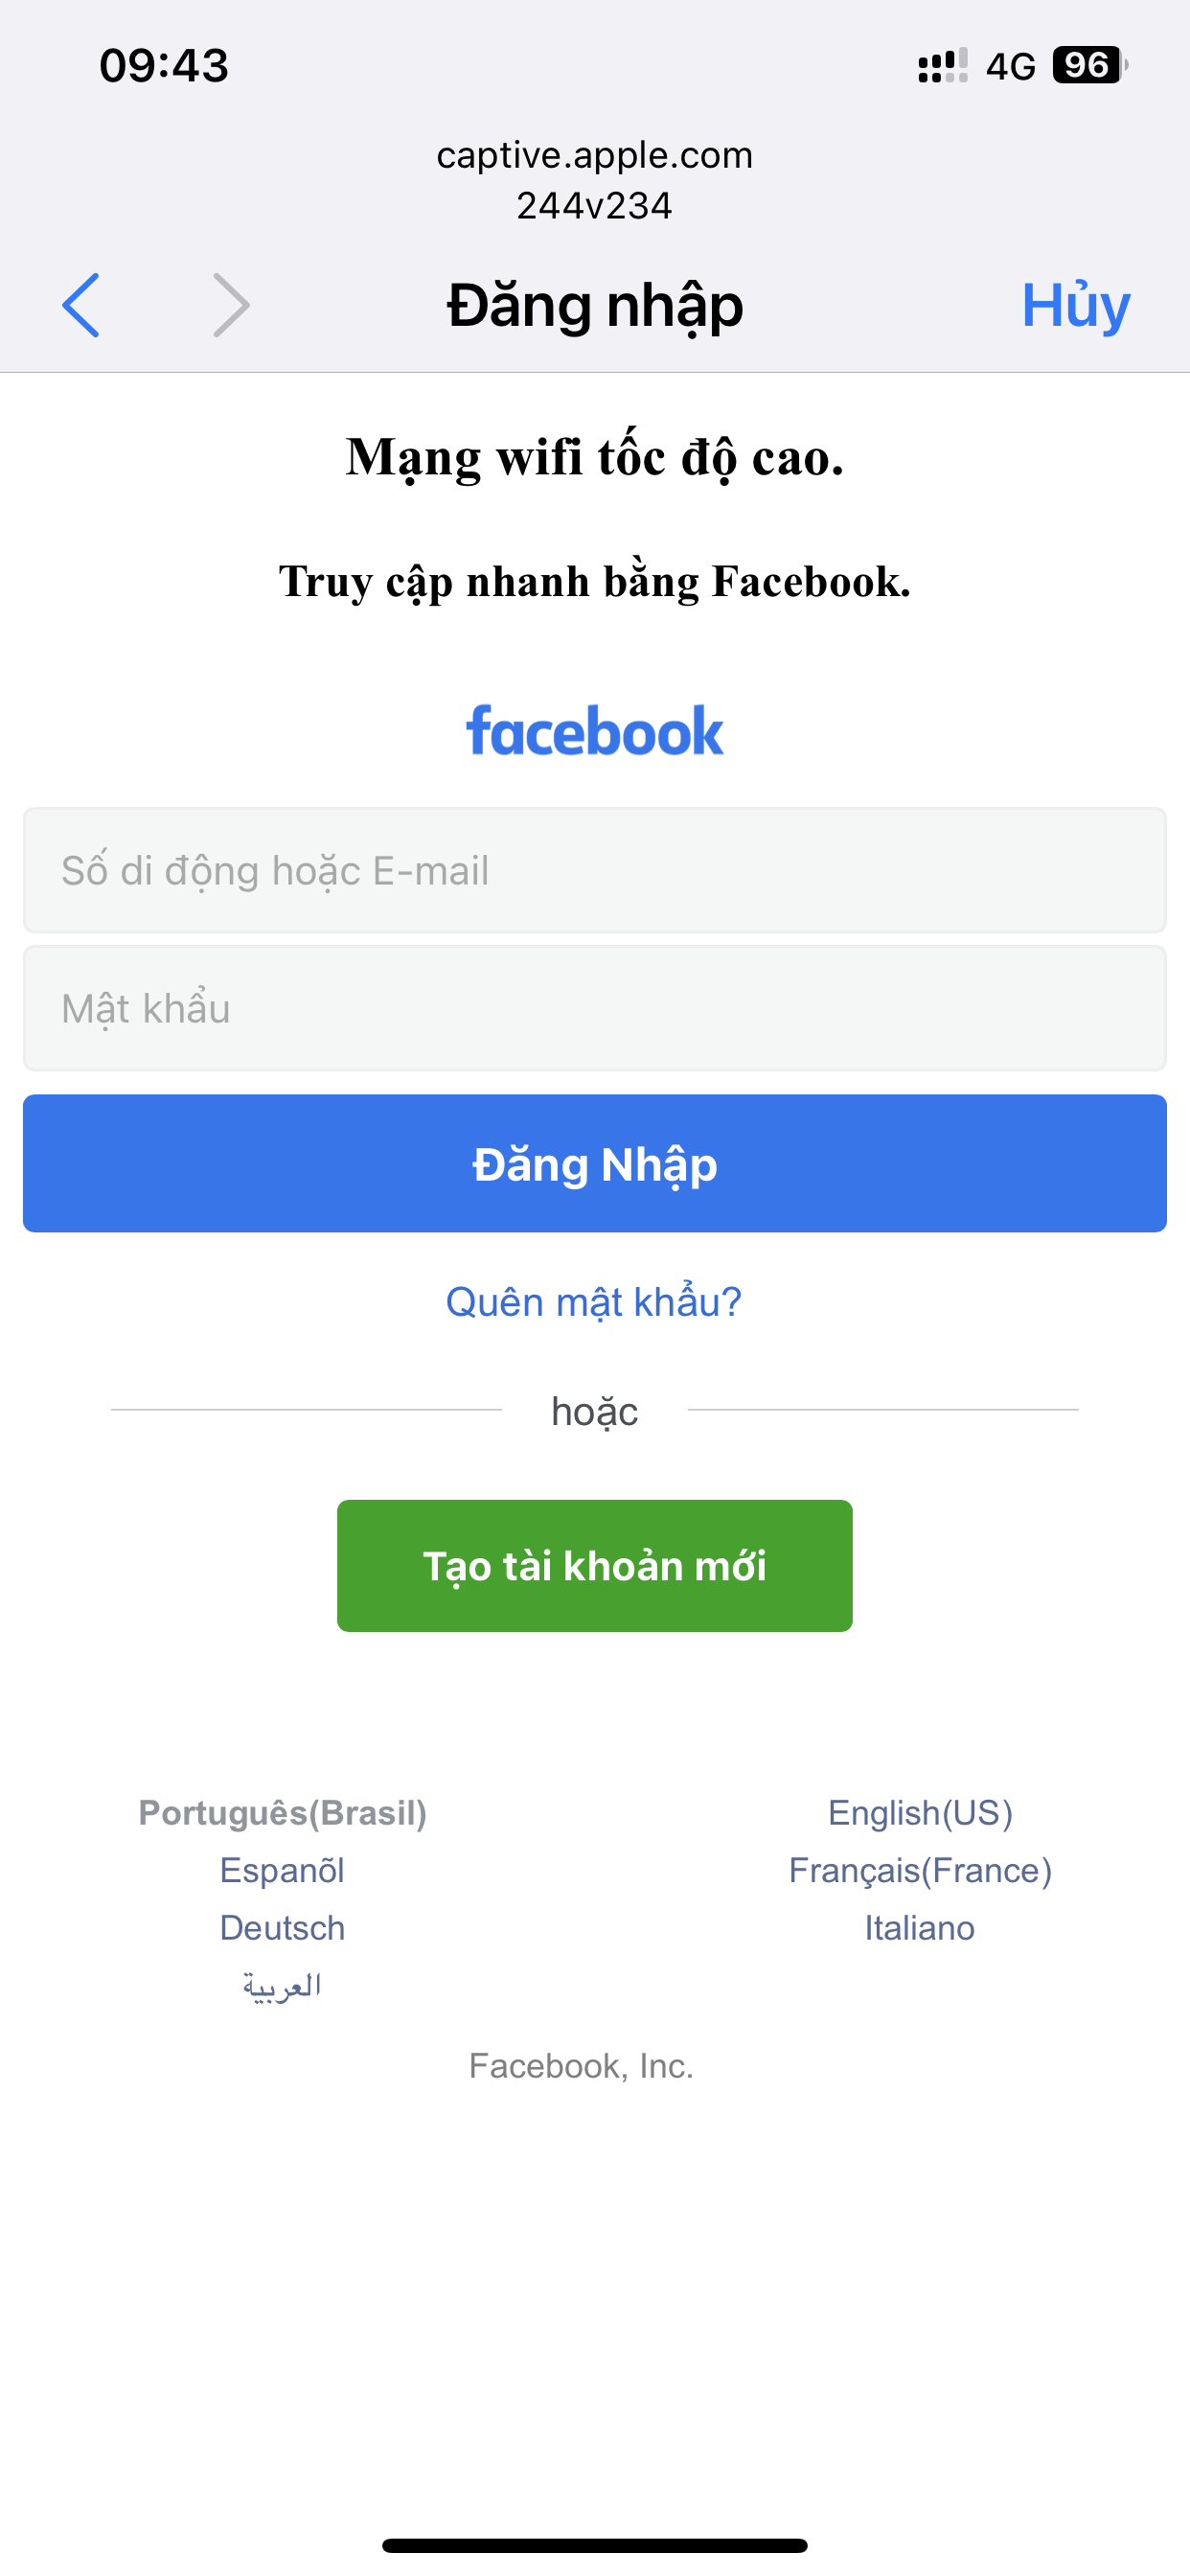 09:43
4G 96
captive.apple.com
244v234
Đăng nhập
Hủy
Mạng wifi tốc độ cao.
Truy cập nhanh bằng Facebook.
facebook
Số di động hoặc E-mail
Mật khẩu
Đăng Nhập
Quên mật khẩu?
hoặc
Tạo tài khoản mới
Português(Brasil)
English(US)
Espanõl
Français(France)
Deutsch
Italiano
العربية
Facebook, Inc.